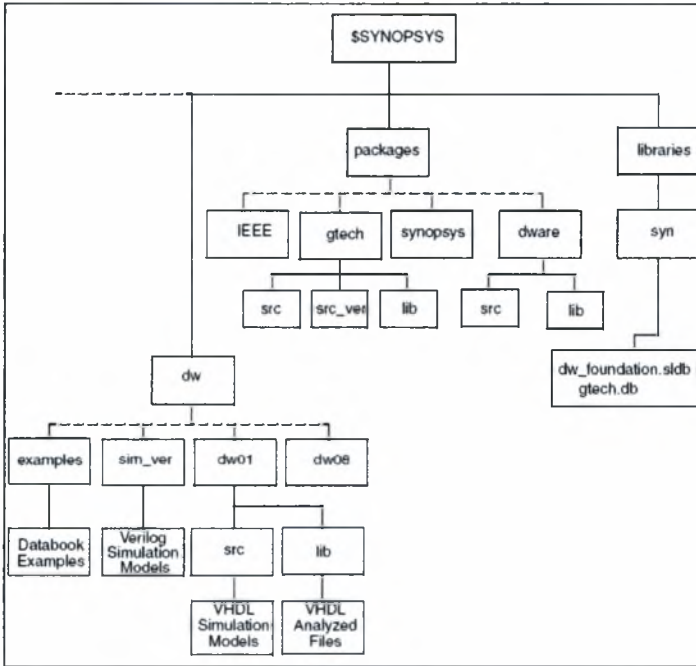 $SYNOPSYS
packages
libraries
IEEE
gtech
synopsys
dware
syn
src
src_ver
lib
src
lib
dw_foundation.sldb
gtech.db
dw
examples
sim_ver
dw01
dw08
Databook
Examples
Verilog
Simulation
Models
src
lib
VHDL
Simulation
Models
VHDL
Analyzed
Files